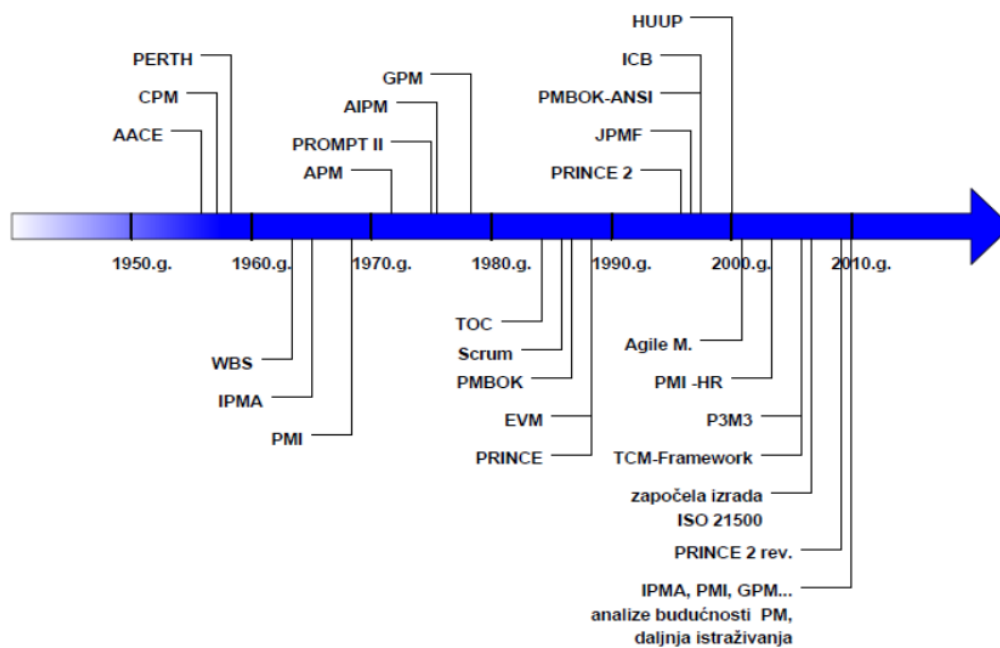 HUUP
PERTH
ICB
GPM
CPM
PMBOK-ANSI
AIPM
AACE
JPMF
PROMPT II
APM
PRINCE 2
1950.g.
1960.g.
1970.g.
1980.g.
1990.g.
2000.g.
2010.g.
TOC
Agile M.
Scrum
WBS
PMBOK
PMI -HR
IPMA
EVM
P3M3
PMI
PRINCE
TCM-Framework
započela izrada
ISO 21500
PRINCE 2 rev.
IPMA, PMI, GPM...
analize budućnosti PM,
daljnja istraživanja